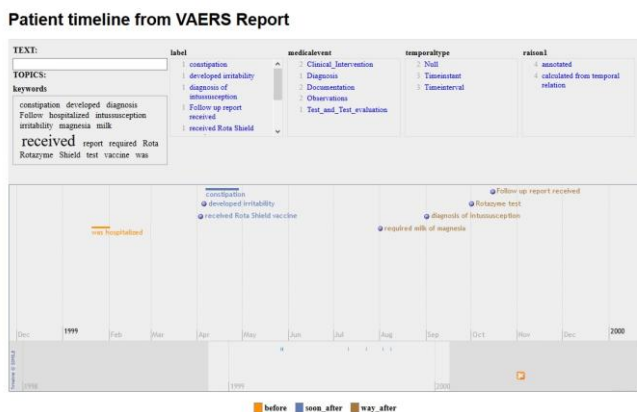 Patient timeline from VAERS Report
TEXT:
TOPICS:
keywords
constipation developed diagnosis
Follow hospitalized intussusception
irritability magnesia milk
received report required Rota
Rotazyme Shield test vaccine was
label
1 constipation
1 developed irritability
1 diagnosis of
intussusception
1 Follow up report
received
1 received Rota Shield
medicalevent
2 Clinical_Intervention
1 Diagnosis
2 Documentation
2 Observations
1 Test_and_Test_evaluation
temporaltype
2 Null
3 Timeinstant
3 Timeinterval
raison1
4 annotated
4 calculated from temporal
relation
constipation
developed irritability
received Rota Shield vaccine
was hospitalized
Follow up report received
Rotazyme test
diagnosis of intussusception
required milk of magnesia
Dec 1999 Feb Mar Apr May Jun Jul Aug Sep Oct Nov Dec 2000
1998 1999 2000
before soon_after way_after